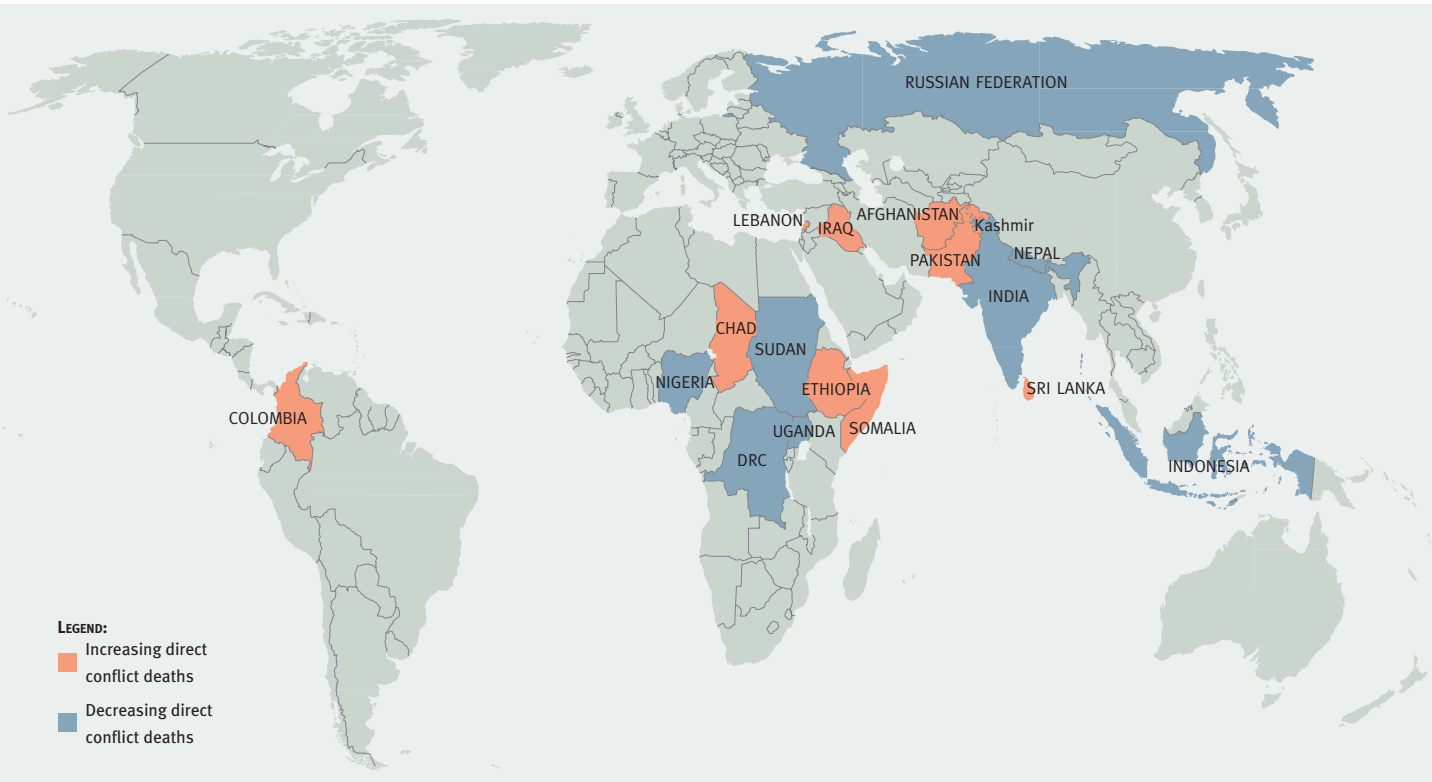 RUSSIAN FEDERATION
LEBANON
IRAQ
AFGHANISTAN
Kashmir
PAKISTAN
NEPAL
INDIA
CHAD
SUDAN
NIGERIA
ETHIOPIA
SRI LANKA
COLOMBIA
UGANDA
SOMALIA
DRC
INDONESIA
LEGEND:
Increasing direct
conflict deaths
Decreasing direct
conflict deaths